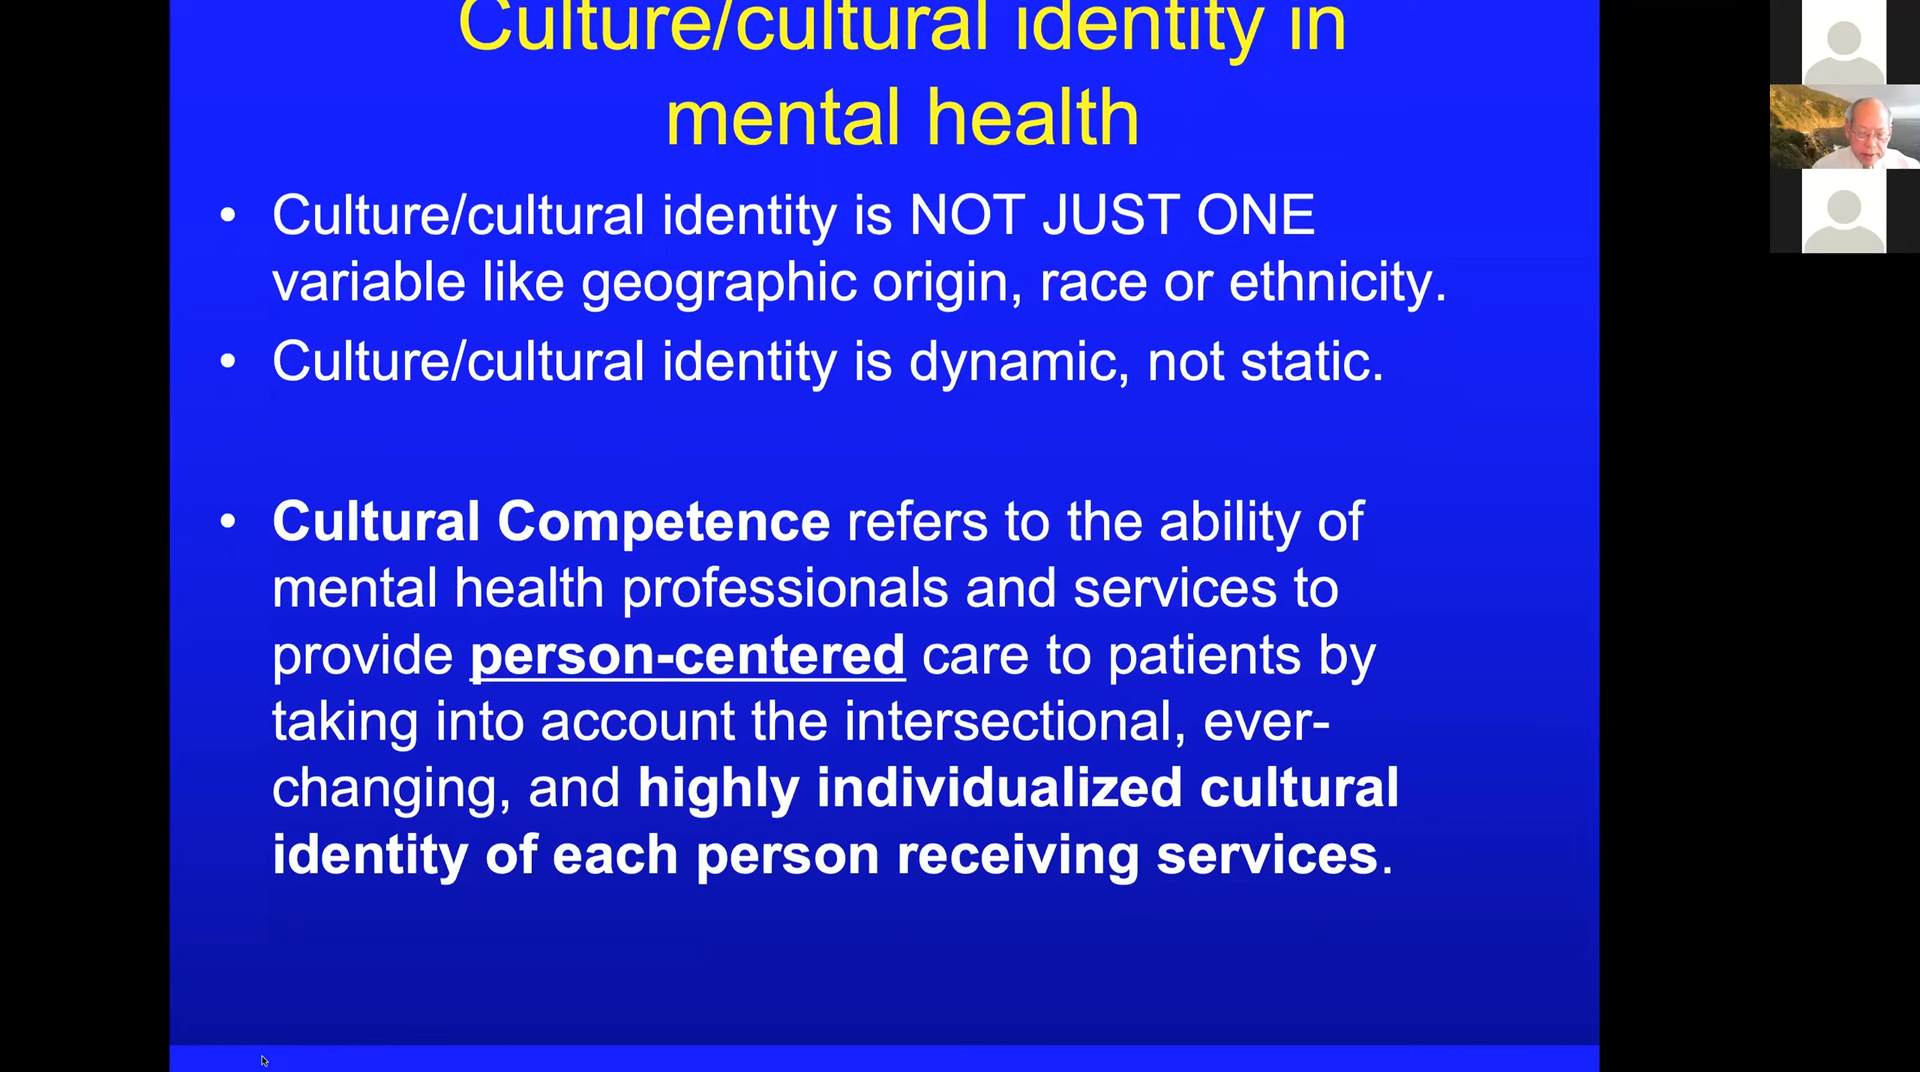 Culture/cultural identity in
mental health
• Culture/cultural identity is NOT JUST ONE
variable like geographic origin, race or ethnicity.
• Culture/cultural identity is dynamic, not static.
• Cultural Competence refers to the ability of
mental health professionals and services to
provide person-centered care to patients by
taking into account the intersectional, ever-
changing, and highly individualized cultural
identity of each person receiving services.